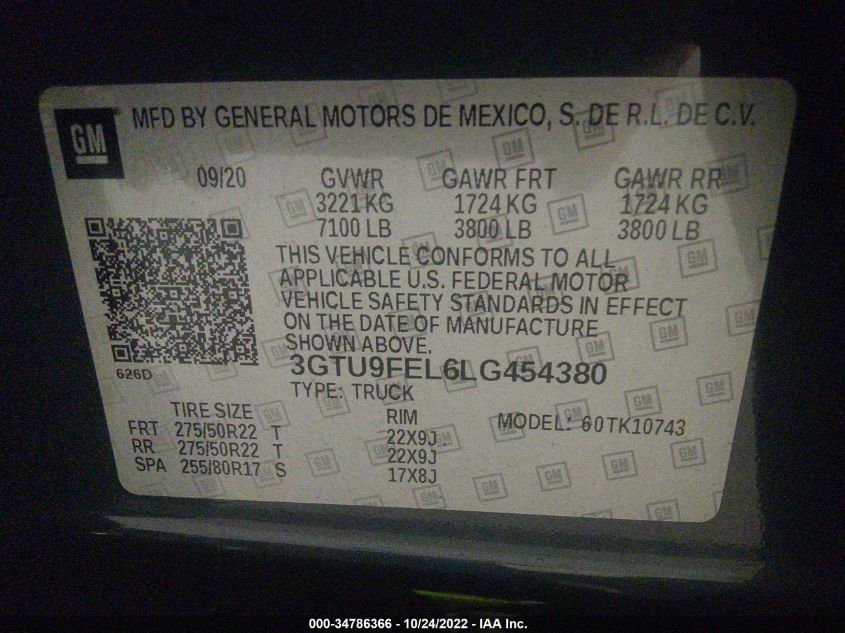 GM MFD BY GENERAL MOTORS DE MEXICO, S. DE R.L. DE C.V.
09/20 GVWR GAWR FRT GAWR RR
3221 KG 1724 KG 1724 KG
7100 LB 3800 LB 3800 LB
THIS VEHICLE CONFORMS TO ALL
APPLICABLE U.S. FEDERAL MOTOR
VEHICLE SAFETY STANDARDS IN EFFECT
ON THE DATE OF MANUFACTURE
SHOWN ABOVE.
3GTU9FEL6LG454380
626D
TYPE: TRUCK
TIRE SIZE RIM MODEL: 60TK10743
FRT 275/50R22 T 22X9J
RR 275/50R22 T 22X9J
SPA 255/80R17 S 17X8J
000-34786366 - 10/24/2022 - IAA Inc.